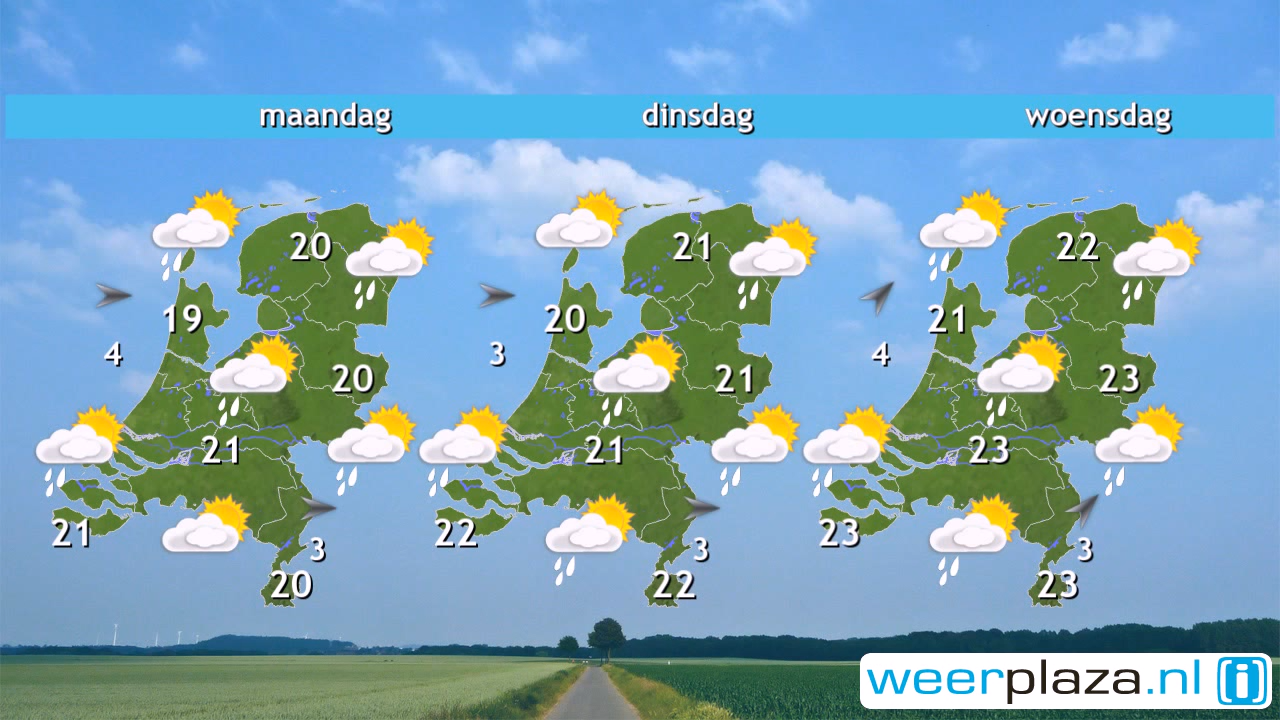 maandag dinsdag woensdag
20 21 22
19 20 21
4 3 4
20 21 23
21 21 23
21 22 23
3 3 3
20 22 23
weerplaza.nl